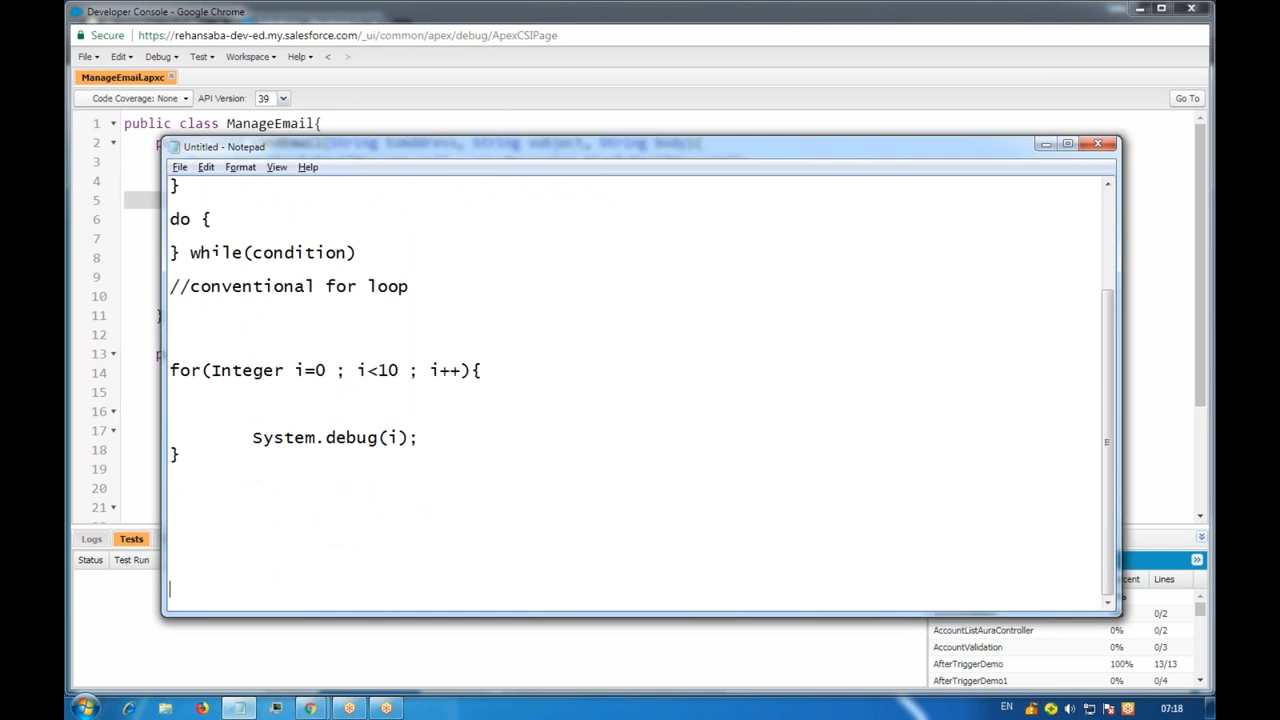 Developer Console - Google Chrome
Secure
https://rehansaba-dev-ed.my.salesforce.com/_ui/common/apex/debug/ApexCSIPage
File Edit Debug Test Workspace Help < >
ManageEmail.apxc
Code Coverage: None API Version: 39 Go To
1 public class ManageEmail{
2
3
4
5
6
7
8
9
10
11 }
12
13
14
15
16
17
18
19
20
21
Untitled - Notepad
File Edit Format View Help
}
do {
} while(condition)
//conventional for loop
for(Integer i=0 ; i<10 ; i++){
System.debug(i);
}
Logs Tests
Status Test Run
Lines
0/2
AccountListAuraController 0% 0/2
AccountValidation 0% 0/3
AfterTriggerDemo 100% 13/13
AfterTriggerDemo1 0% 0/4
EN 07:18